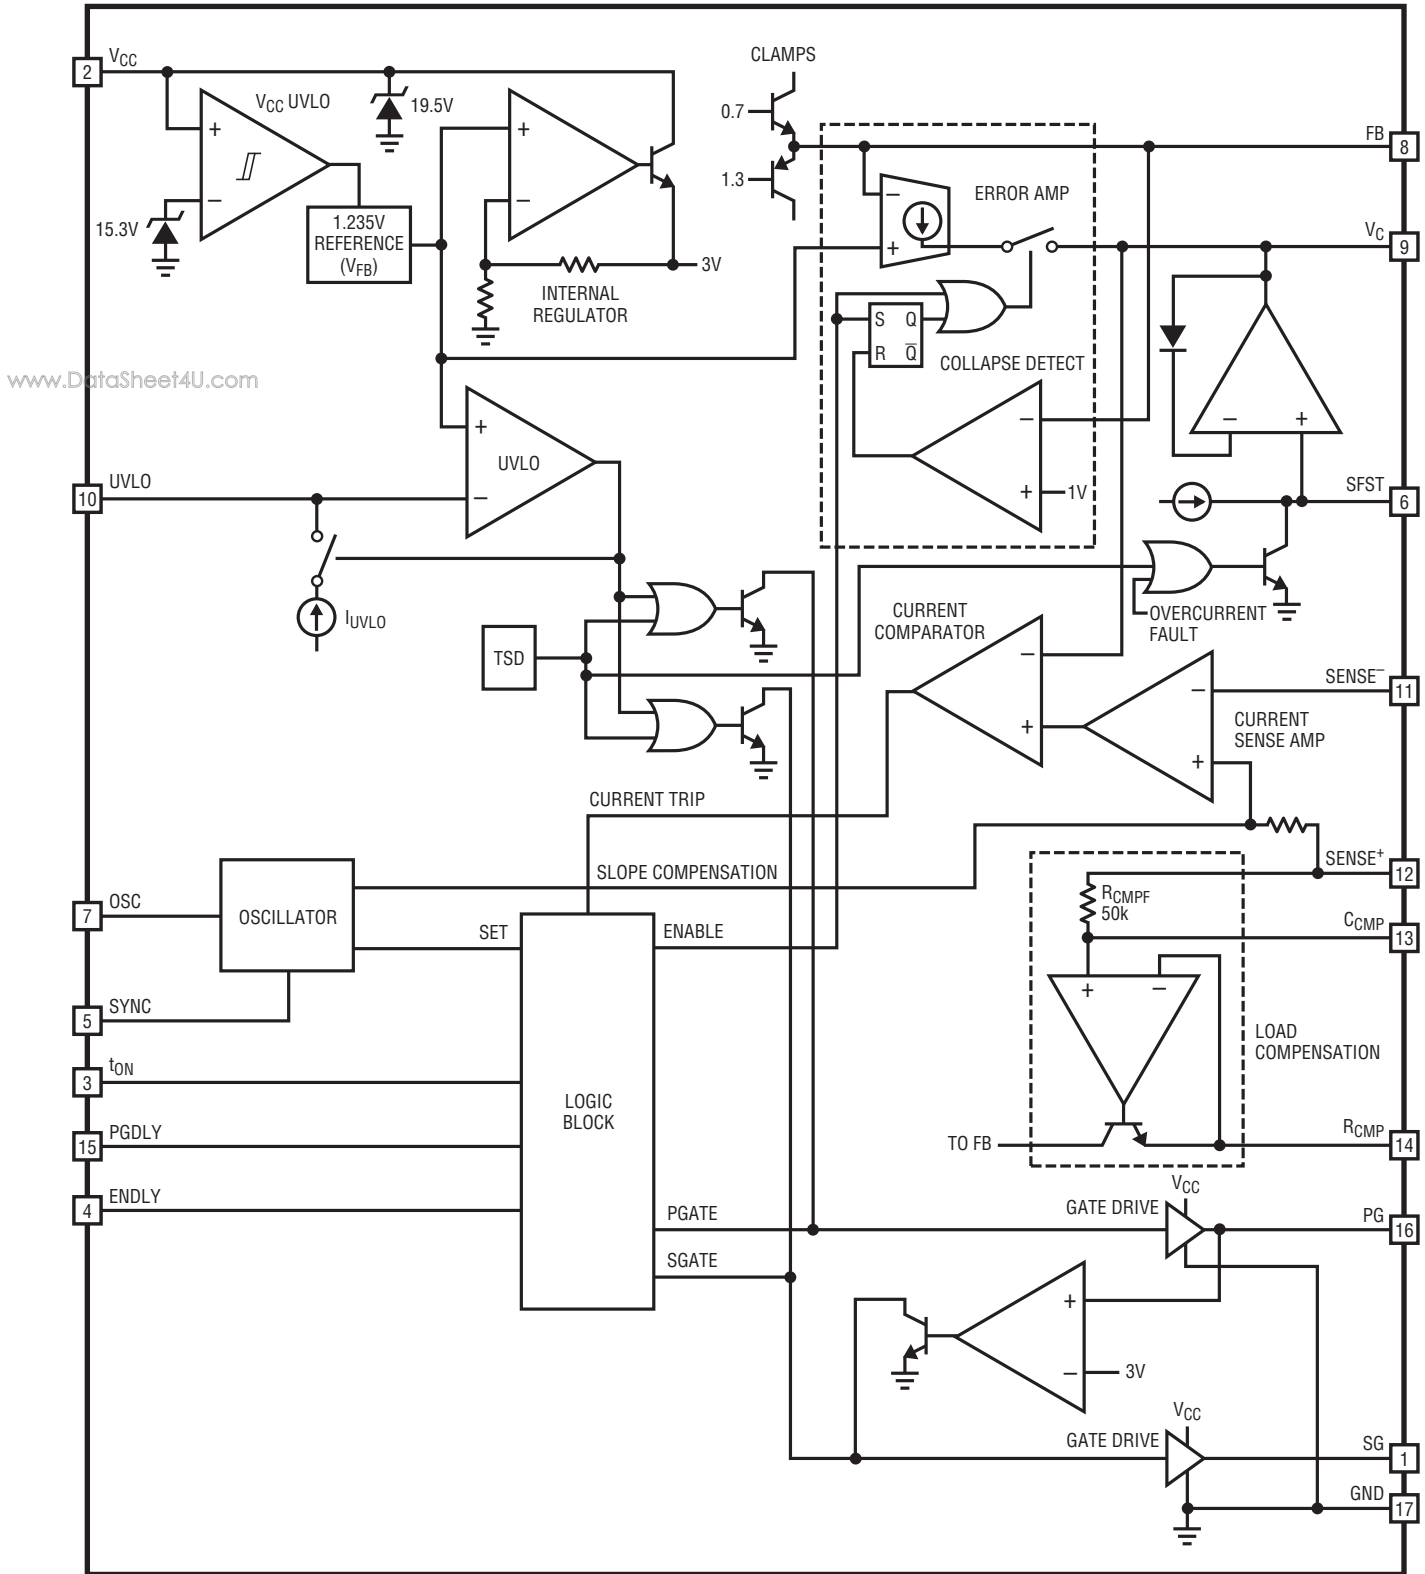 CLAMPS
2
VCC
VCC UVLO
19.5V
0.7
+
+
FB
8
ERROR AMP
–
1.3
–
–
15.3V
1.235V
REFERENCE
(VFB)
VC
9
+
3V
INTERNAL
REGULATOR
S Q
R Q̅
COLLAPSE DETECT
www.DataSheet4U.com
– +
–
+
UVLO
UVLO
10
–
+ 1V
SFST
6
IUVLO
CURRENT
COMPARATOR
OVERCURRENT
FAULT
TSD
–
SENSE–
11
–
+
CURRENT
SENSE AMP
+
CURRENT TRIP
SLOPE COMPENSATION
SENSE+
12
RCMPF
50k
OSC
7
OSCILLATOR
SET
ENABLE
CCMP
13
+ –
SYNC
5
LOAD
COMPENSATION
tON
3
LOGIC
BLOCK
PGDLY
15
TO FB
RCMP
14
ENDLY
4
VCC
PGATE
GATE DRIVE
PG
16
SGATE
+
– 3V
VCC
GATE DRIVE
SG
1
GND
17